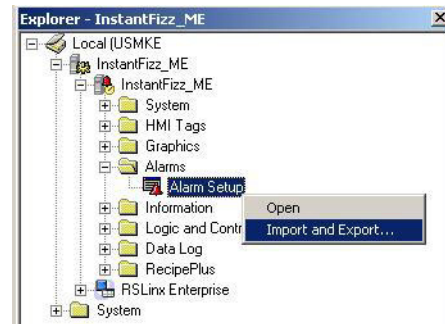 Explorer - InstantFizz_ME
Local (USMKE
InstantFizz_ME
InstantFizz_ME
System
HMI Tags
Graphics
Alarms
Alarm Setup
Open
Information
Import and Export...
Logic and Contr
Data Log
RecipePlus
RSLinx Enterprise
System